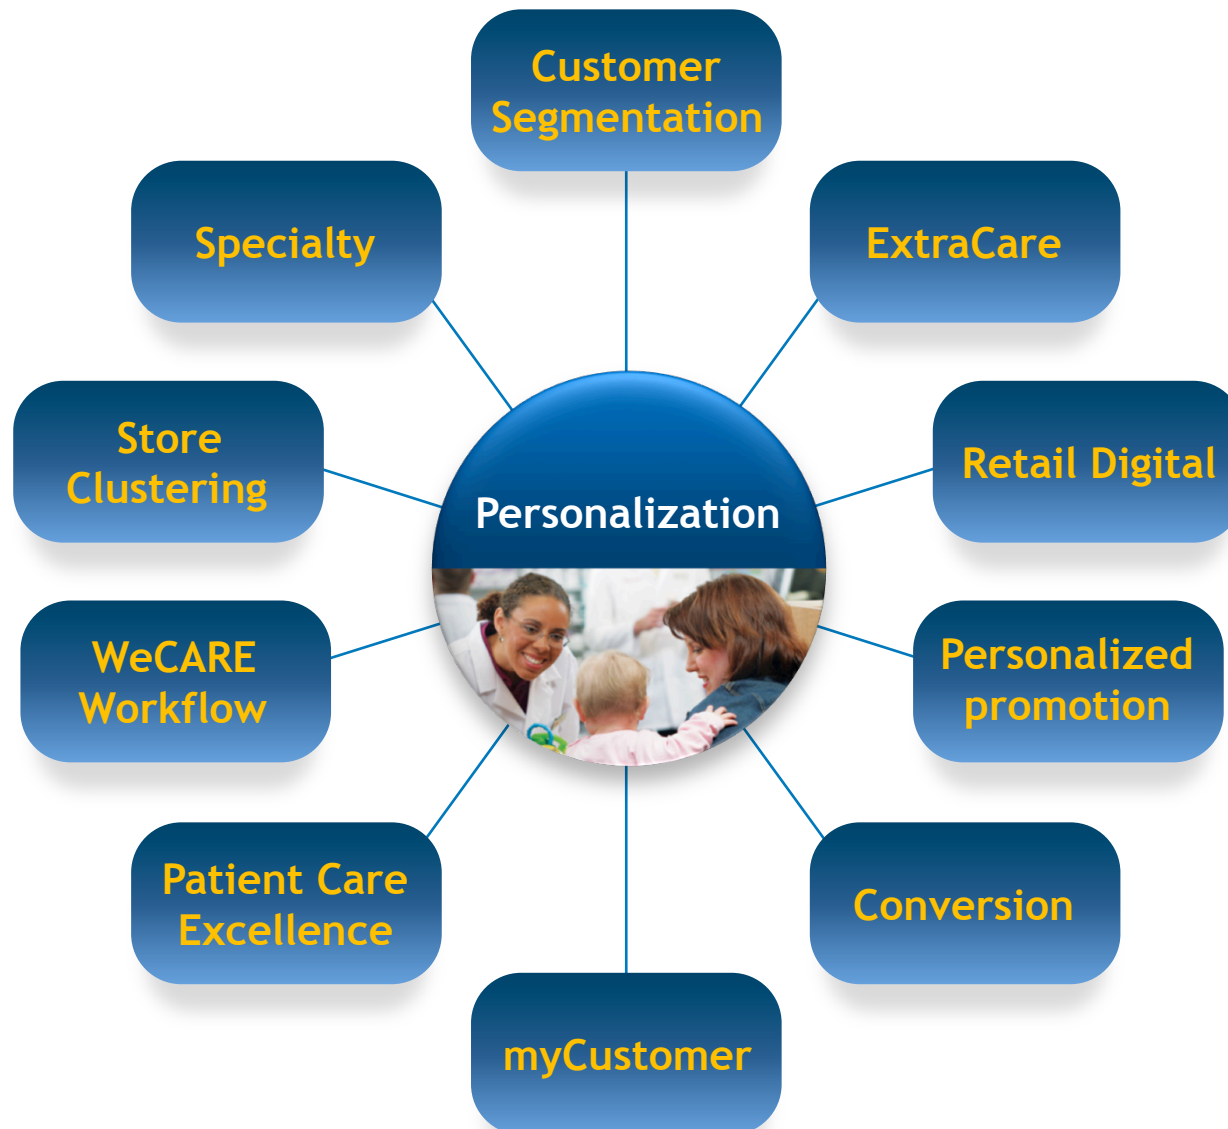 Customer
Segmentation
Specialty
ExtraCare
Store
Clustering
Retail Digital
Personalization
WeCARE
Workflow
Personalized
promotion
Patient Care
Excellence
Conversion
myCustomer